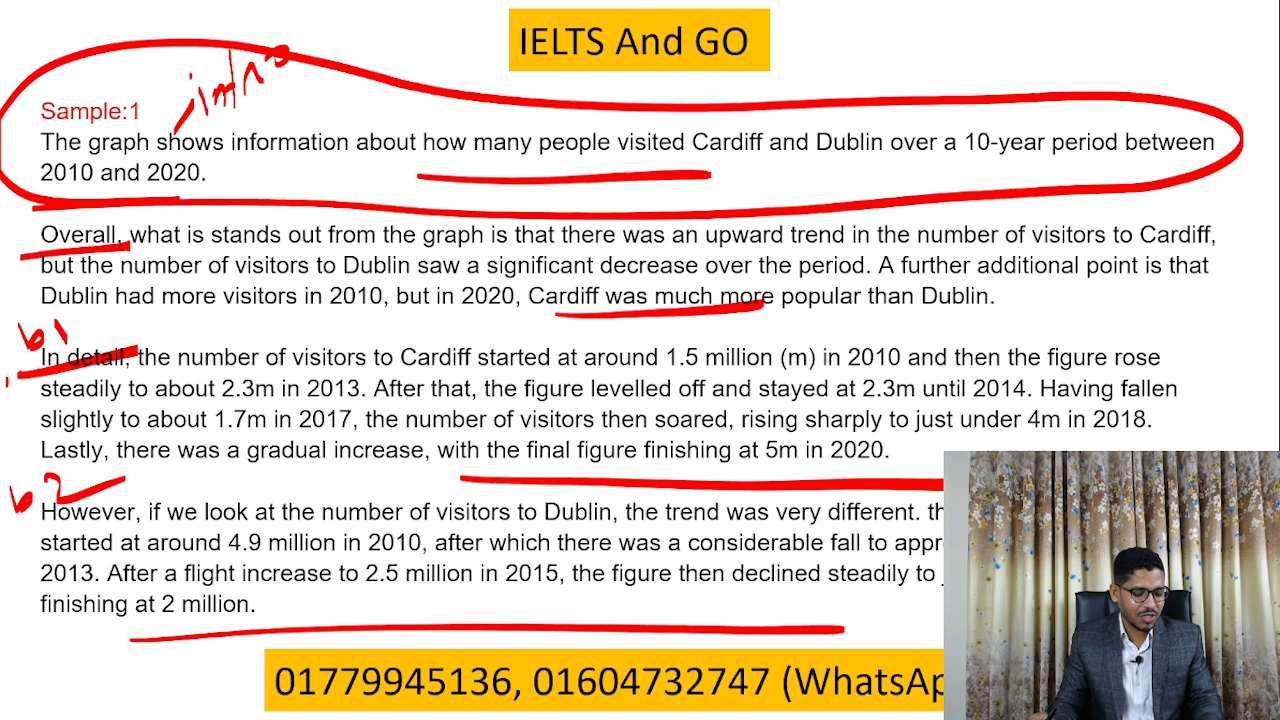 IELTS And GO
intro
Sample:1
The graph shows information about how many people visited Cardiff and Dublin over a 10-year period between
2010 and 2020.
Overall, what is stands out from the graph is that there was an upward trend in the number of visitors to Cardiff,
but the number of visitors to Dublin saw a significant decrease over the period. A further additional point is that
Dublin had more visitors in 2010, but in 2020, Cardiff was much more popular than Dublin.
b1
In detail, the number of visitors to Cardiff started at around 1.5 million (m) in 2010 and then the figure rose
steadily to about 2.3m in 2013. After that, the figure levelled off and stayed at 2.3m until 2014. Having fallen
slightly to about 1.7m in 2017, the number of visitors then soared, rising sharply to just under 4m in 2018.
Lastly, there was a gradual increase, with the final figure finishing at 5m in 2020.
b2
However, if we look at the number of visitors to Dublin, the trend was very different. th
started at around 4.9 million in 2010, after which there was a considerable fall to appr
2013. After a flight increase to 2.5 million in 2015, the figure then declined steadily to
finishing at 2 million.
01779945136, 01604732747 (WhatsAp